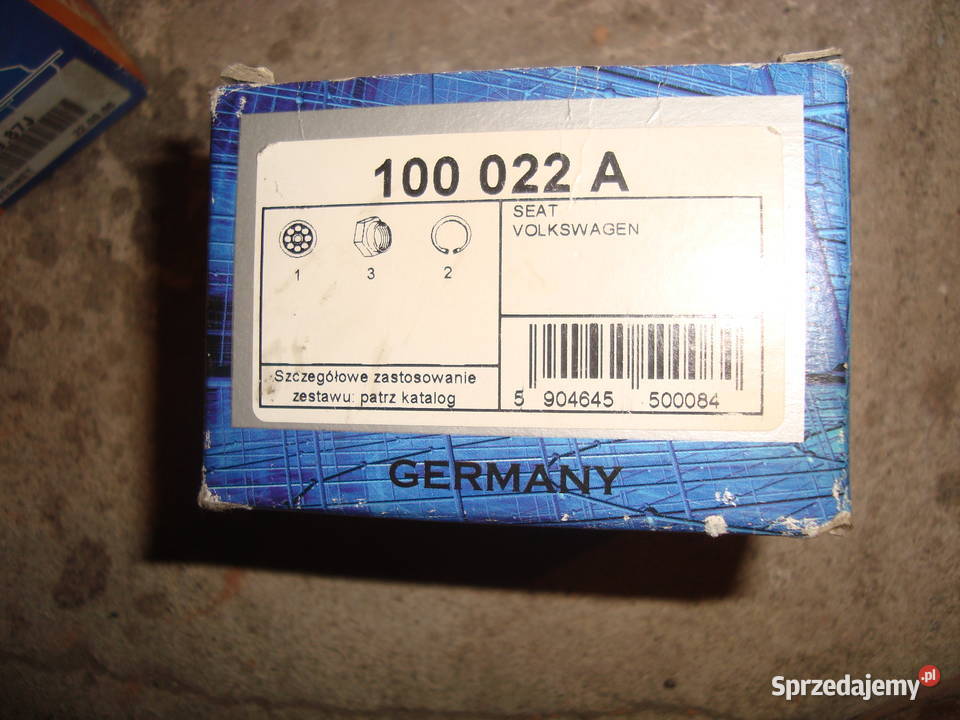 100 022 A
SEAT
VOLKSWAGEN
1 3 2
Szczegółowe zastosowanie
zestawu: patrz katalog
5 904645 500084
GERMANY
Sprzedajemy.pl